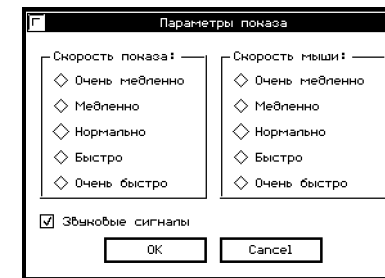 Параметры показа
Скорость показа:
Очень медленно
Медленно
Нормально
Быстро
Очень быстро
Скорость мыши:
Очень медленно
Медленно
Нормально
Быстро
Очень быстро
Звуковые сигналы
OK
Cancel